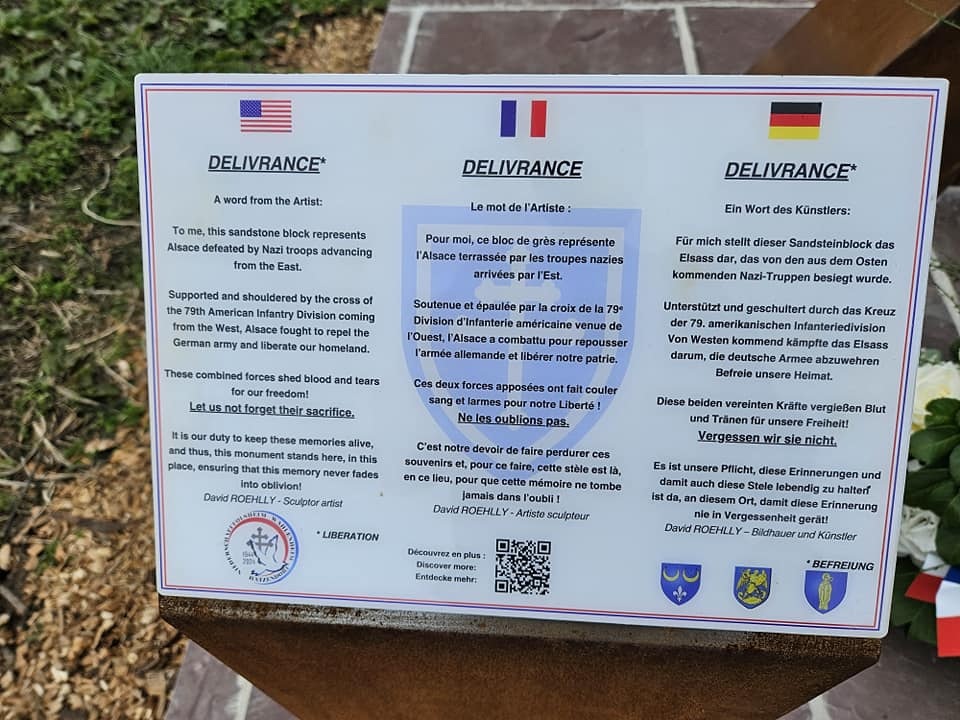 DELIVRANCE*
A word from the Artist:
To me, this sandstone block represents
Alsace defeated by Nazi troops advancing
from the East.
Supported and shouldered by the cross of
the 79th American Infantry Division coming
from the West, Alsace fought to repel the
German army and liberate our homeland.
These combined forces shed blood and tears
for our freedom!
Let us not forget their sacrifice.
It is our duty to keep these memories alive,
and thus, this monument stands here, in this
place, ensuring that this memory never fades
into oblivion!
David ROEHLLY - Sculptor artist
* LIBERATION
DELIVRANCE
Le mot de l'Artiste :
Pour moi, ce bloc de grès représente
l'Alsace terrassée par les troupes nazies
arrivées par l'Est.
Soutenue et épaulée par la croix de la 79e
Division d'Infanterie américaine venue de
l'Ouest, l'Alsace a combattu pour repousser
l'armée allemande et libérer notre patrie.
Ces deux forces apposées ont fait couler
sang et larmes pour notre Liberté !
Ne les oublions pas.
C'est notre devoir de faire perdurer ces
souvenirs et, pour ce faire, cette stèle est là,
en ce lieu, pour que cette mémoire ne tombe
jamais dans l'oubli !
David ROEHLLY - Artiste sculpteur
Découvrez en plus :
Discover more:
Entdecke mehr:
DELIVRANCE*
Ein Wort des Künstlers:
Für mich stellt dieser Sandsteinblock das
Elsass dar, das von den aus dem Osten
kommenden Nazi-Truppen besiegt wurde.
Unterstützt und geschultert durch das Kreuz
der 79. amerikanischen Infanteriedivision
Von Westen kommend kämpfte das Elsass
darum, die deutsche Armee abzuwehren
Befreie unsere Heimat.
Diese beiden vereinten Kräfte vergießen Blut
und Tränen für unsere Freiheit!
Vergessen wir sie nicht.
Es ist unsere Pflicht, diese Erinnerungen und
damit auch diese Stele lebendig zu halten
ist da, an diesem Ort, damit diese Erinnerung
nie in Vergessenheit gerät!
David ROEHLLY – Bildhauer und Künstler
* BEFREIUNG